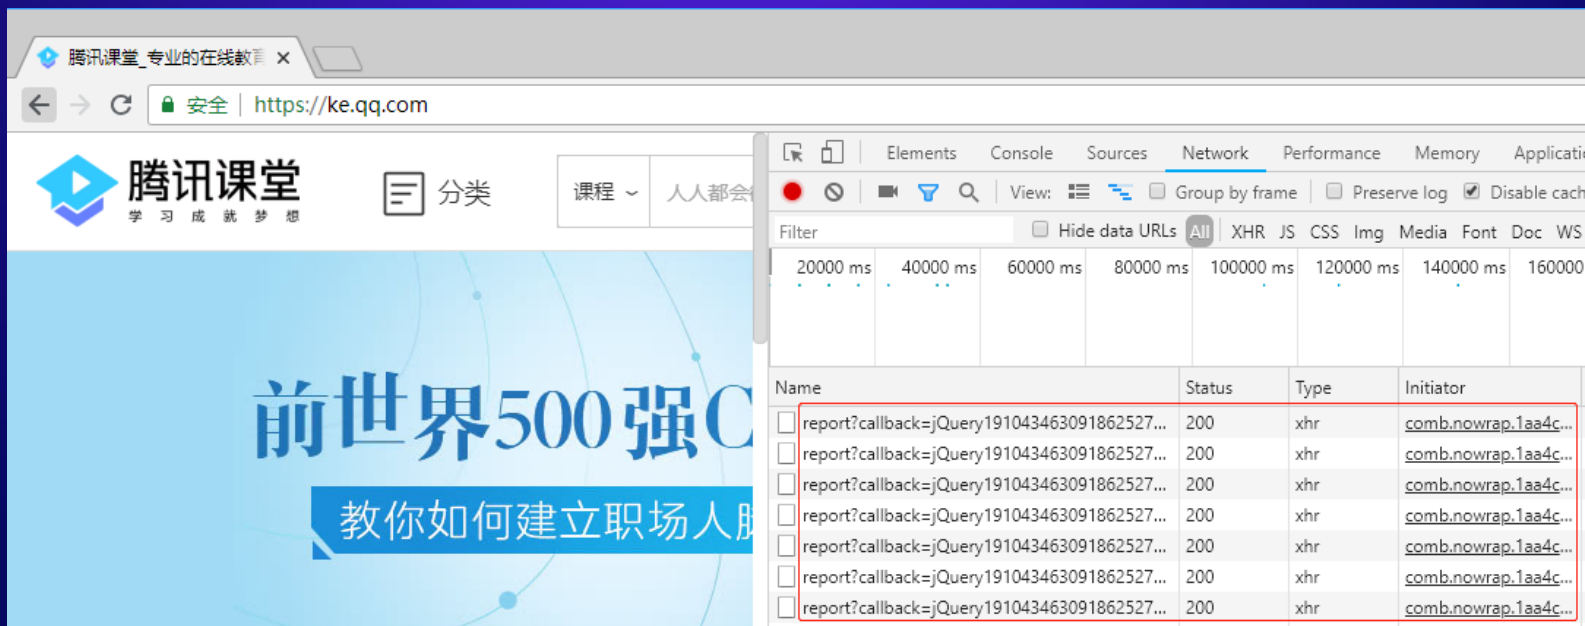 腾讯课堂_专业的在线教育
安全 https://ke.qq.com
腾讯课堂
学习成就梦想
分类
课程
人人都会
前世界500强C
教你如何建立职场人脉
Elements Console Sources Network Performance Memory Applicati
View: Group by frame Preserve log Disable cach
Filter Hide data URLs All XHR JS CSS Img Media Font Doc WS
20000 ms 40000 ms 60000 ms 80000 ms 100000 ms 120000 ms 140000 ms 160000
Name Status Type Initiator
report?callback=jQuery191043463091862527... 200 xhr comb.nowrap.1aa4c...
report?callback=jQuery191043463091862527... 200 xhr comb.nowrap.1aa4c...
report?callback=jQuery191043463091862527... 200 xhr comb.nowrap.1aa4c...
report?callback=jQuery191043463091862527... 200 xhr comb.nowrap.1aa4c...
report?callback=jQuery191043463091862527... 200 xhr comb.nowrap.1aa4c...
report?callback=jQuery191043463091862527... 200 xhr comb.nowrap.1aa4c...
report?callback=jQuery191043463091862527... 200 xhr comb.nowrap.1aa4c...